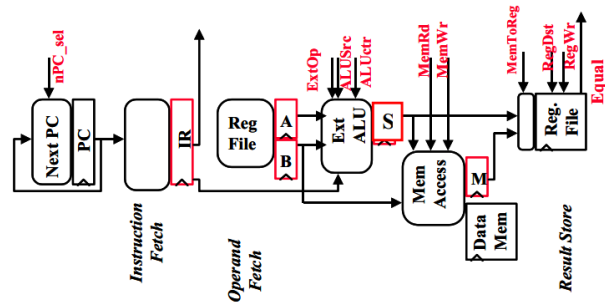 nPC_sel
Next PC
PC
Instruction
Fetch
IR
Operand
Fetch
Reg
File
A
B
ExtOp
ALUSrc
ALUctr
Ext
ALU
S
MemRd
MemWr
Mem
Access
M
Data
Mem
MemToReg
RegDst
RegWr
Reg.
File
Equal
Result Store